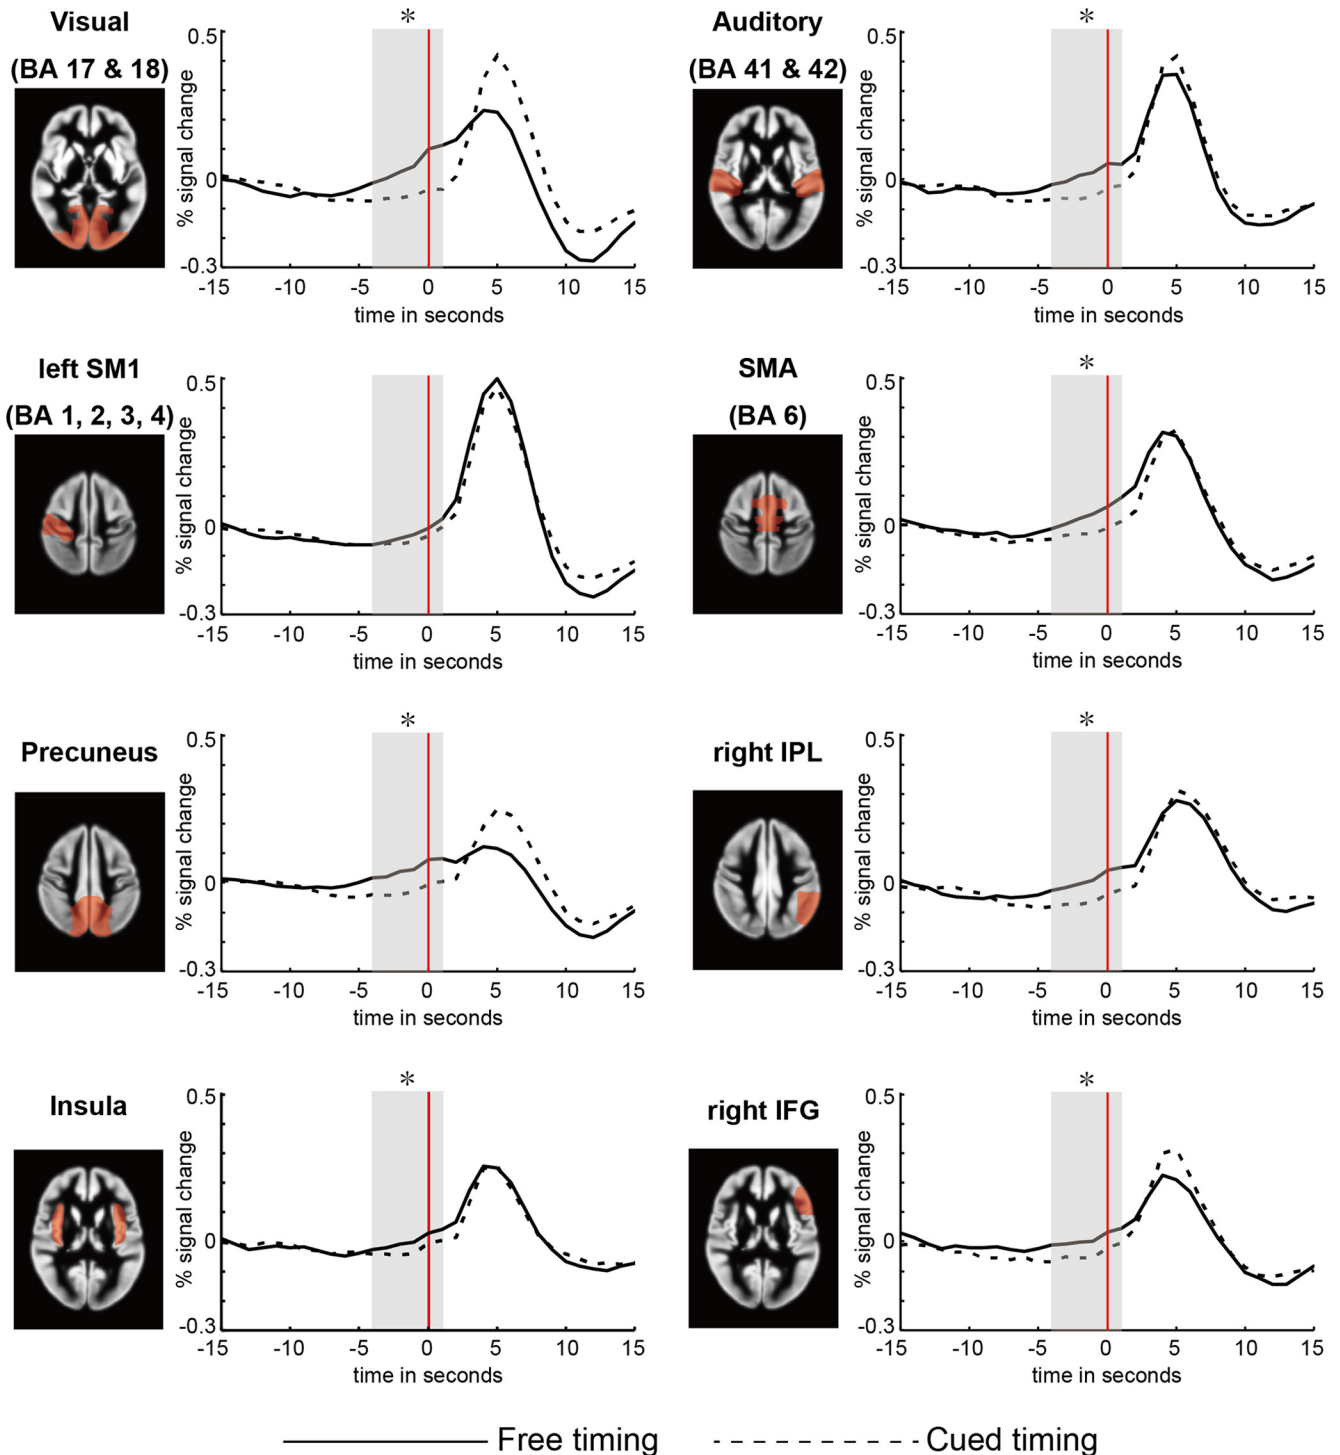 Visual
(BA 17 & 18)
*
0.5
0
-0.3
% signal change
-15 -10 -5 0 5 10 15
time in seconds
Auditory
(BA 41 & 42)
*
0.5
0
-0.3
% signal change
-15 -10 -5 0 5 10 15
time in seconds
left SM1
(BA 1, 2, 3, 4)
0.5
0
-0.3
% signal change
-15 -10 -5 0 5 10 15
time in seconds
SMA
(BA 6)
*
0.5
0
-0.3
% signal change
-15 -10 -5 0 5 10 15
time in seconds
Precuneus
*
0.5
0
-0.3
% signal change
-15 -10 -5 0 5 10 15
time in seconds
right IPL
*
0.5
0
-0.3
% signal change
-15 -10 -5 0 5 10 15
time in seconds
Insula
*
0.5
0
-0.3
% signal change
-15 -10 -5 0 5 10 15
time in seconds
right IFG
*
0.5
0
-0.3
% signal change
-15 -10 -5 0 5 10 15
time in seconds
Free timing
Cued timing